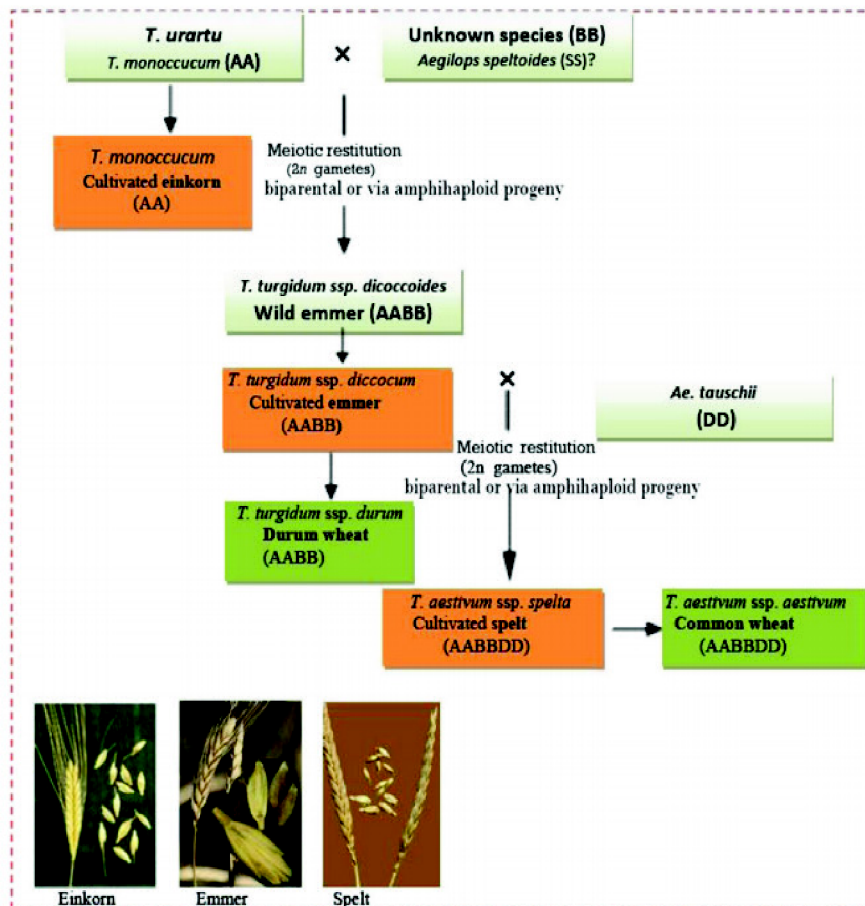 T. urartu
T. monoccucum (AA)
×
Unknown species (BB)
Aegilops speltoides (SS)?
T. monoccucum
Cultivated einkorn
(AA)
Meiotic restitution
(2n gametes)
biparental or via amphihaploid progeny
T. turgidum ssp. dicoccoides
Wild emmer (AABB)
T. turgidum ssp. diccocum
Cultivated emmer
(AABB)
×
Ae. tauschii
(DD)
Meiotic restitution
(2n gametes)
biparental or via amphihaploid progeny
T. turgidum ssp. durum
Durum wheat
(AABB)
T. aestivum ssp. spelta
Cultivated spelt
(AABBDD)
T. aestivum ssp. aestivum
Common wheat
(AABBDD)
Einkorn
Emmer
Spelt